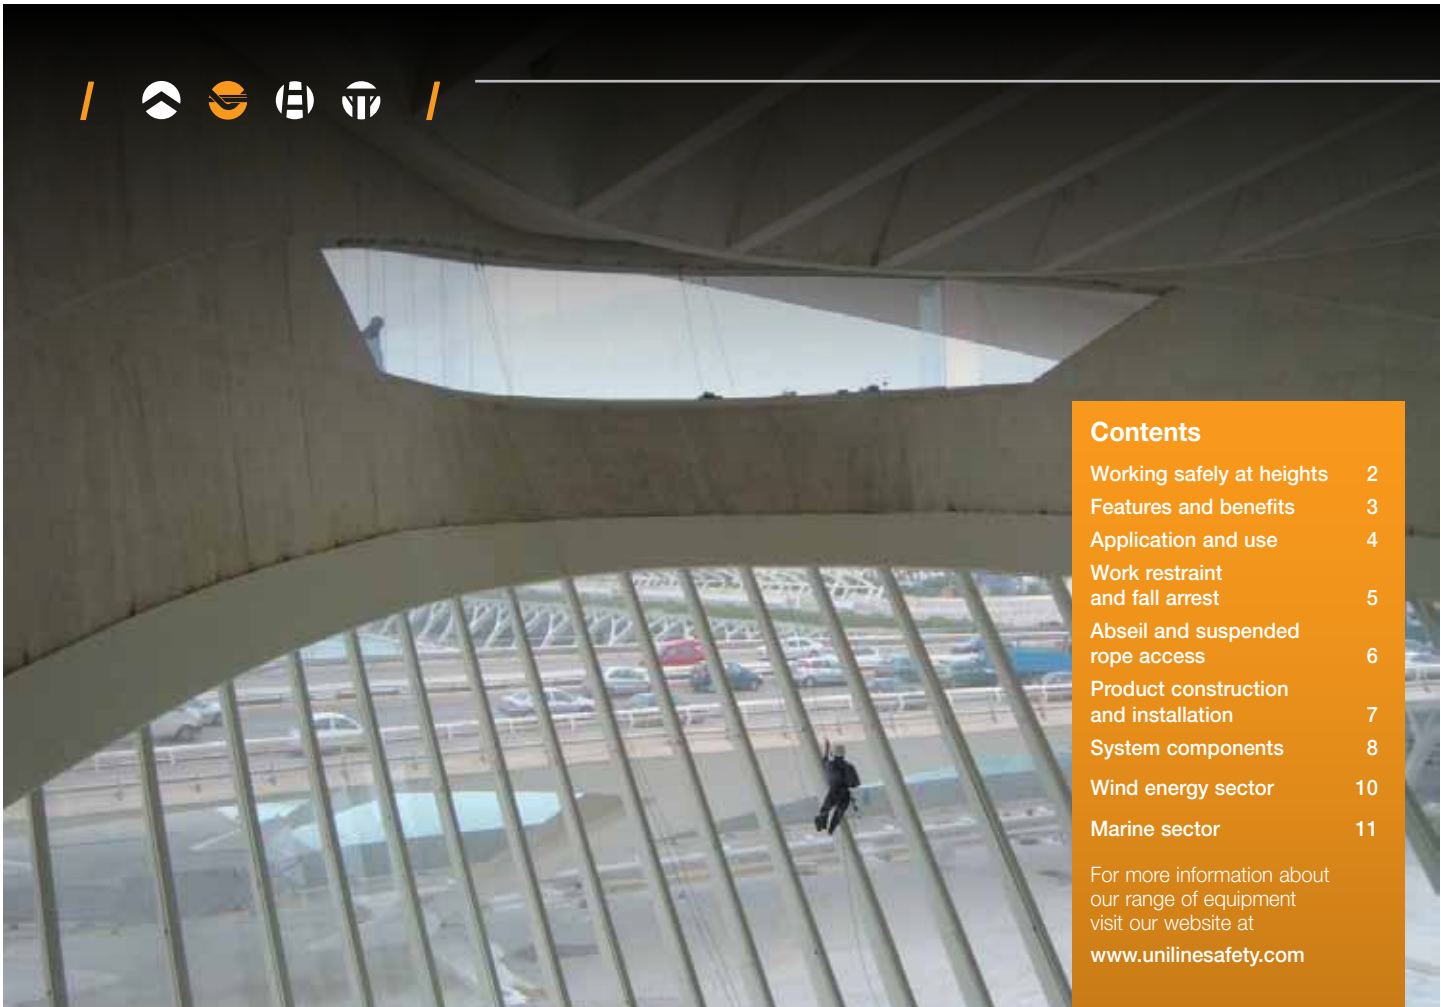 Contents
Working safely at heights 2
Features and benefits 3
Application and use 4
Work restraint
and fall arrest 5
Abseil and suspended
rope access 6
Product construction
and installation 7
System components 8
Wind energy sector 10
Marine sector 11
For more information about
our range of equipment
visit our website at
www.unilinesafety.com